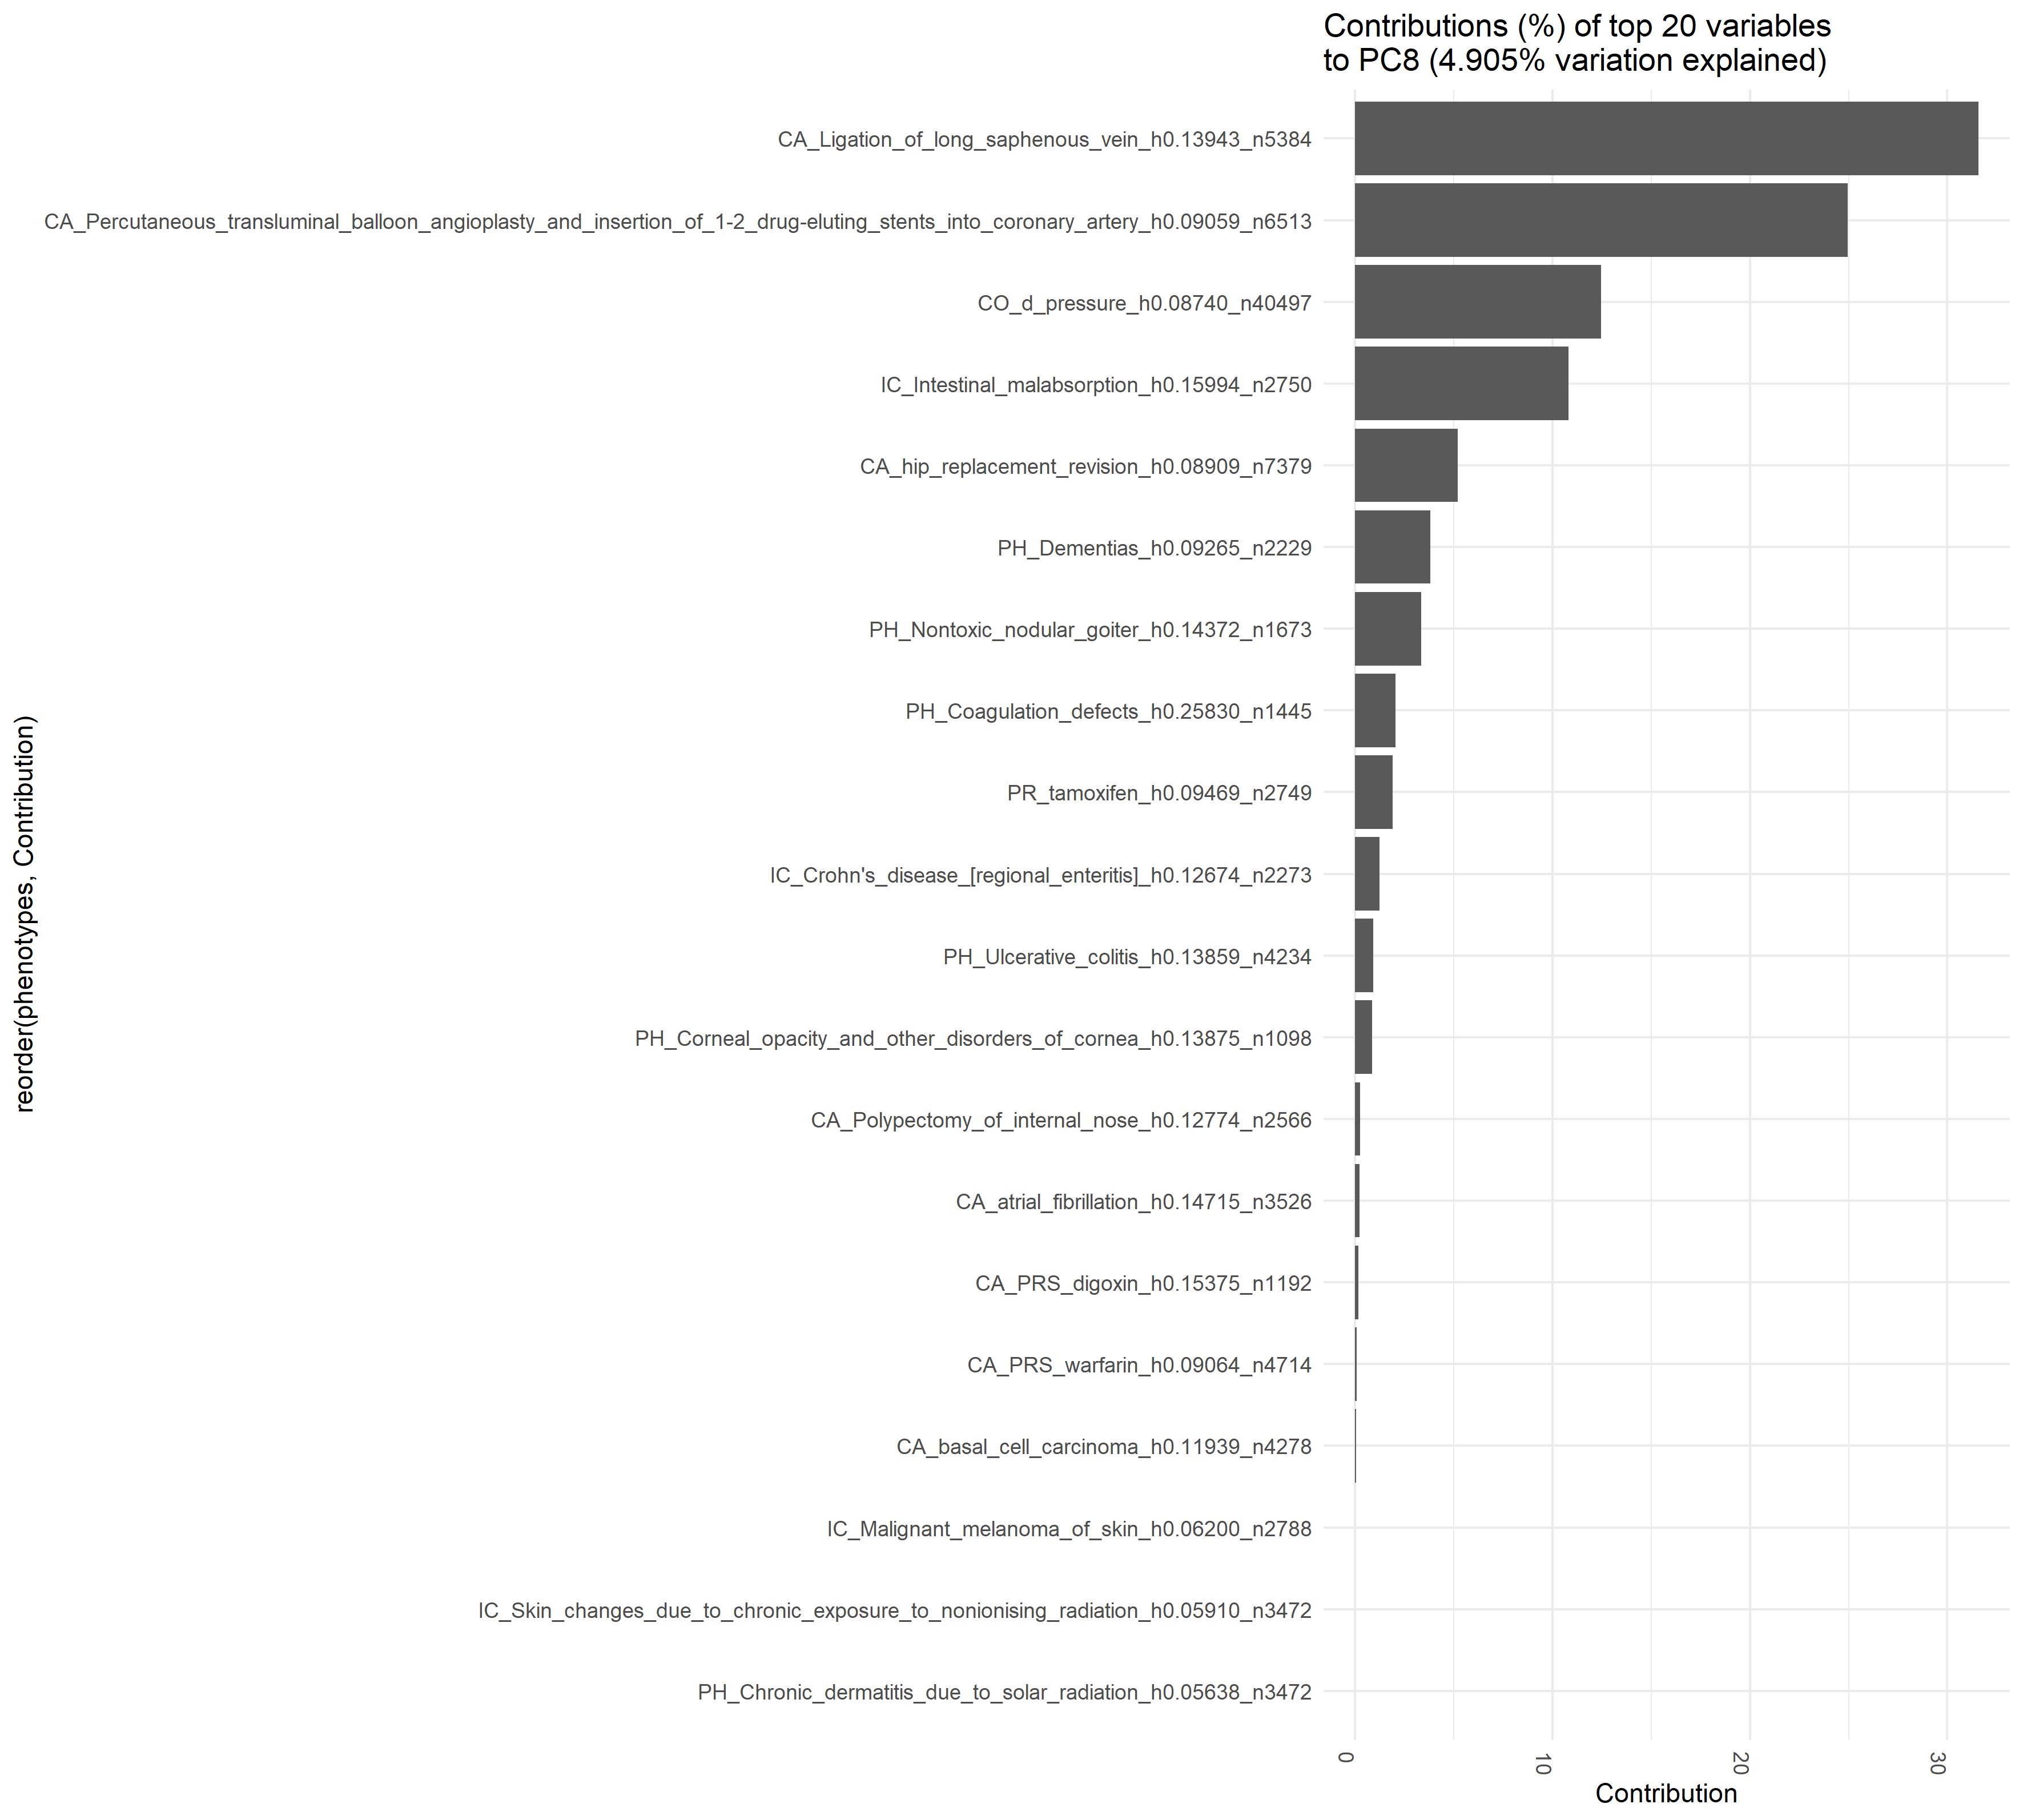 Contributions (%) of top 20 variables
to PC8 (4.905% variation explained)
CA_Ligation_of_long_saphenous_vein_h0.13943_n5384
CA_Percutaneous_transluminal_balloon_angioplasty_and_insertion_of_1-2_drug-eluting_stents_into_coronary_artery_h0.09059_n6513
CO_d_pressure_h0.08740_n40497
IC_Intestinal_malabsorption_h0.15994_n2750
CA_hip_replacement_revision_h0.08909_n7379
PH_Dementias_h0.09265_n2229
PH_Nontoxic_nodular_goiter_h0.14372_n1673
PH_Coagulation_defects_h0.25830_n1445
PR_tamoxifen_h0.09469_n2749
IC_Crohn's_disease_[regional_enteritis]_h0.12674_n2273
PH_Ulcerative_colitis_h0.13859_n4234
PH_Corneal_opacity_and_other_disorders_of_cornea_h0.13875_n1098
CA_Polypectomy_of_internal_nose_h0.12774_n2566
CA_atrial_fibrillation_h0.14715_n3526
CA_PRS_digoxin_h0.15375_n1192
CA_PRS_warfarin_h0.09064_n4714
CA_basal_cell_carcinoma_h0.11939_n4278
IC_Malignant_melanoma_of_skin_h0.06200_n2788
IC_Skin_changes_due_to_chronic_exposure_to_nonionising_radiation_h0.05910_n3472
PH_Chronic_dermatitis_due_to_solar_radiation_h0.05638_n3472
reorder(phenotypes, Contribution)
0
10
20
30
Contribution